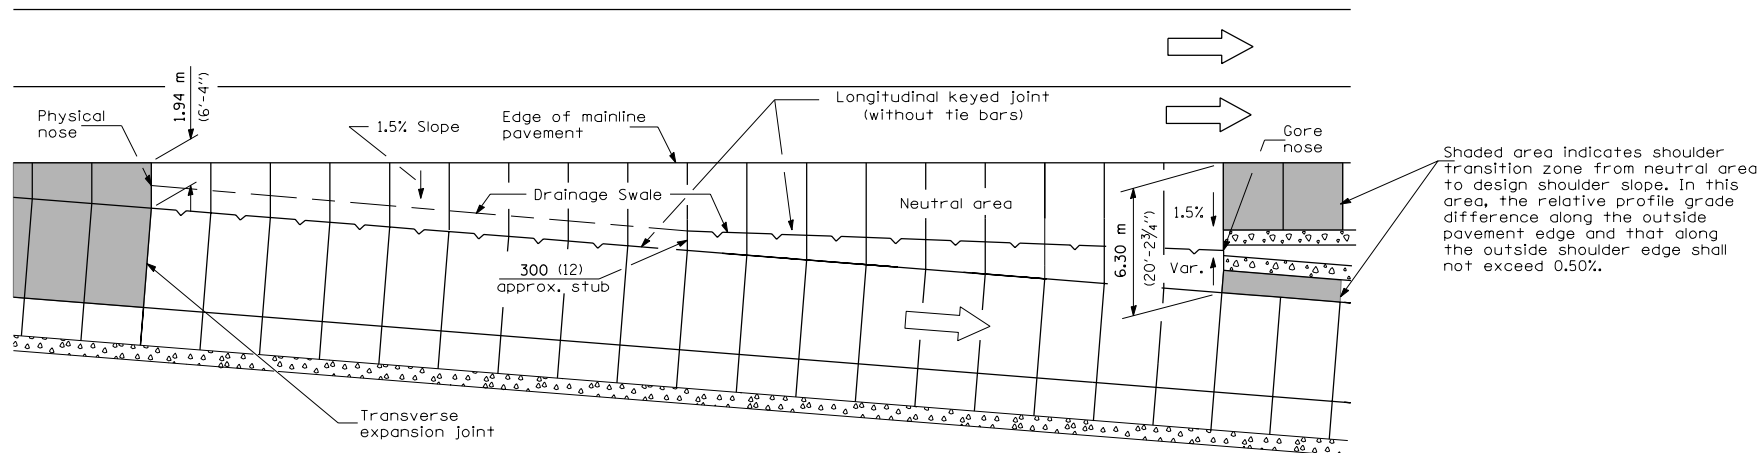 1.94 m
(6'-4")
Physical
nose
1.5% Slope
Edge of mainline
pavement
Longitudinal keyed joint
(without tie bars)
Gore
nose
Shaded area indicates shoulder
transition zone from neutral area
to design shoulder slope. In this
area, the relative profile grade
difference along the outside
pavement edge and that along
the outside shoulder edge shall
not exceed 0.50%.
Drainage Swale
Neutral area
1.5%
6.30 m
(20'-2¾")
Var.
300 (12)
approx. stub
Transverse
expansion joint